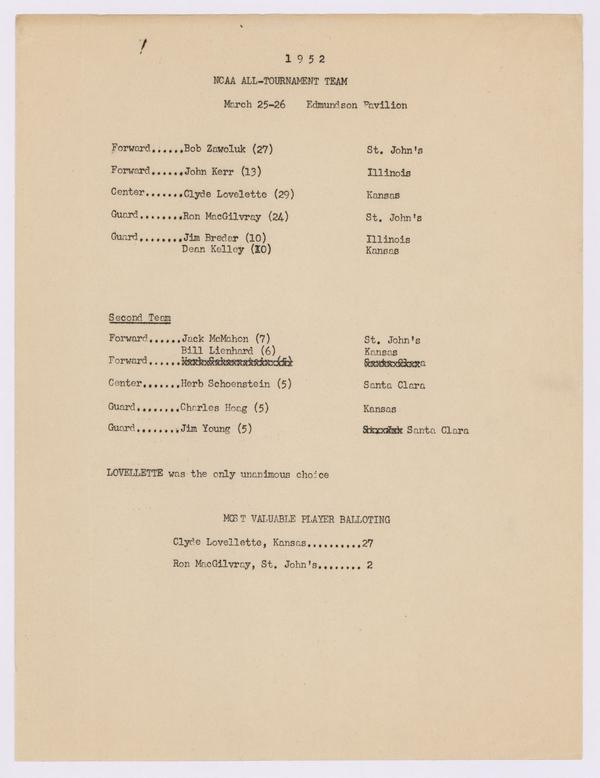 1952
NCAA ALL-TOURNAMENT TEAM
March 25-26 Edmundson Pavilion
Forward......Bob Zawoluk (27) St. John's
Forward......John Kerr (13) Illinois
Center.......Clyde Lovelette (29) Kansas
Guard........Ron MacGilvray (24) St. John's
Guard........Jim Breder (10) Illinois
Dean Kelley (10) Kansas
Second Team
Forward......Jack McMahon (7) St. John's
Bill Lienhard (6) Kansas
Forward...... (5)
Center.......Herb Schoenstein (5) Santa Clara
Guard........Charles Hoag (5) Kansas
Guard........Jim Young (5) Santa Clara
LOVELLETTE was the only unanimous choice
MOST VALUABLE PLAYER BALLOTING
Clyde Lovellette, Kansas..........27
Ron MacGilvray, St. John's........ 2